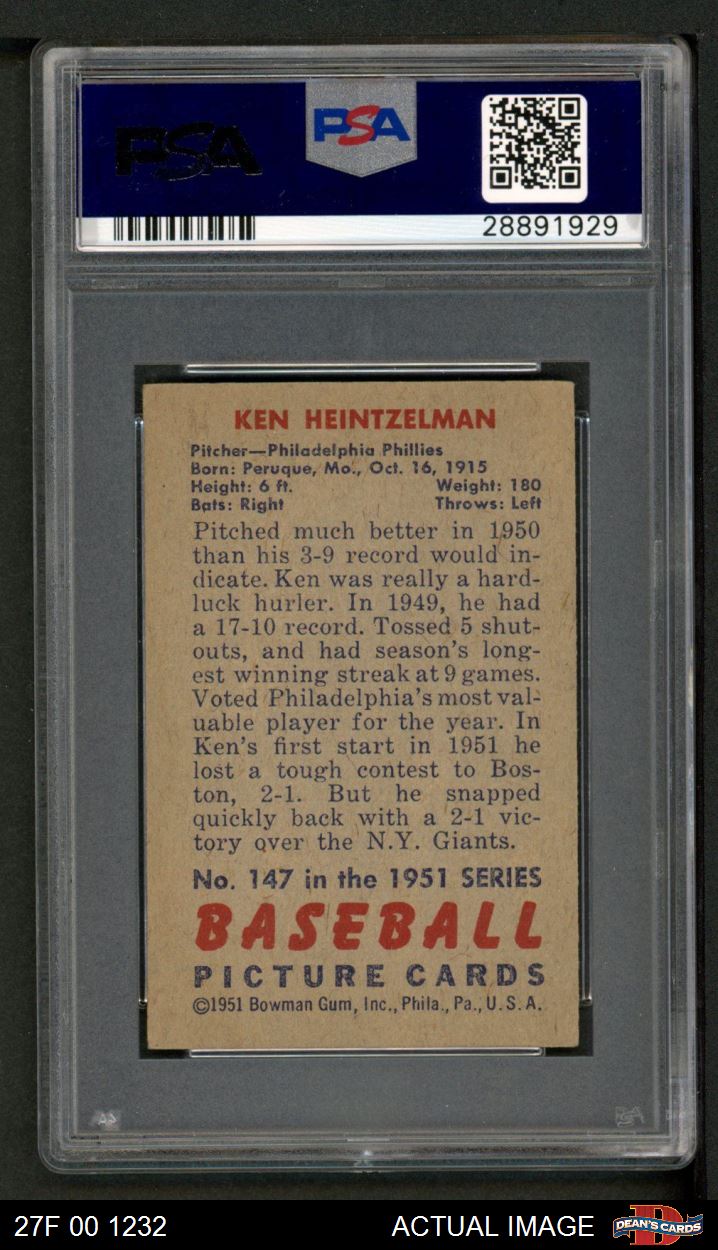 PSA
PSA
28891929
KEN HEINTZELMAN
Pitcher—Philadelphia Phillies
Born: Peruque, Mo., Oct. 16, 1915
Height: 6 ft. Weight: 180
Bats: Right Throws: Left
Pitched much better in 1950
than his 3-9 record would in-
dicate. Ken was really a hard-
luck hurler. In 1949, he had
a 17-10 record. Tossed 5 shut-
outs, and had season's long-
est winning streak at 9 games.
Voted Philadelphia's most val-
uable player for the year. In
Ken's first start in 1951 he
lost a tough contest to Bos-
ton, 2-1. But he snapped
quickly back with a 2-1 vic-
tory over the N.Y. Giants.
No. 147 in the 1951 SERIES
BASEBALL
PICTURE CARDS
©1951 Bowman Gum, Inc., Phila., Pa., U.S.A.
PSA
27F 00 1232 ACTUAL IMAGE DEAN'S CARDS